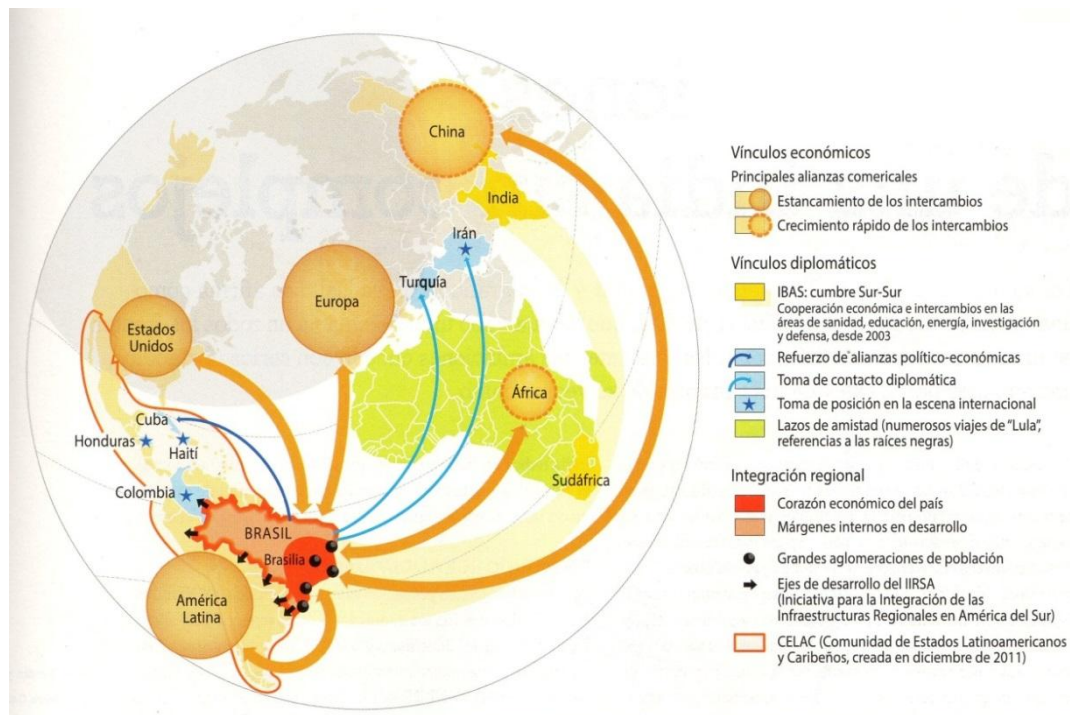 China
India
Irán
Turquía
Europa
Estados
Unidos
África
Cuba
Honduras
Haití
Colombia
Sudáfrica
BRASIL
Brasilia
América
Latina
Vínculos económicos
Principales alianzas comericales
Estancamiento de los intercambios
Crecimiento rápido de los intercambios
Vínculos diplomáticos
IBAS: cumbre Sur-Sur
Cooperación económica e intercambios en las
áreas de sanidad, educación, energía, investigación
y defensa, desde 2003
Refuerzo de alianzas político-económicas
Toma de contacto diplomática
Toma de posición en la escena internacional
Lazos de amistad (numerosos viajes de "Lula",
referencias a las raíces negras)
Integración regional
Corazón económico del país
Márgenes internos en desarrollo
Grandes aglomeraciones de población
Ejes de desarrollo del IIRSA
(Iniciativa para la Integración de las
Infraestructuras Regionales en América del Sur)
CELAC (Comunidad de Estados Latinoamericanos
y Caribeños, creada en diciembre de 2011)